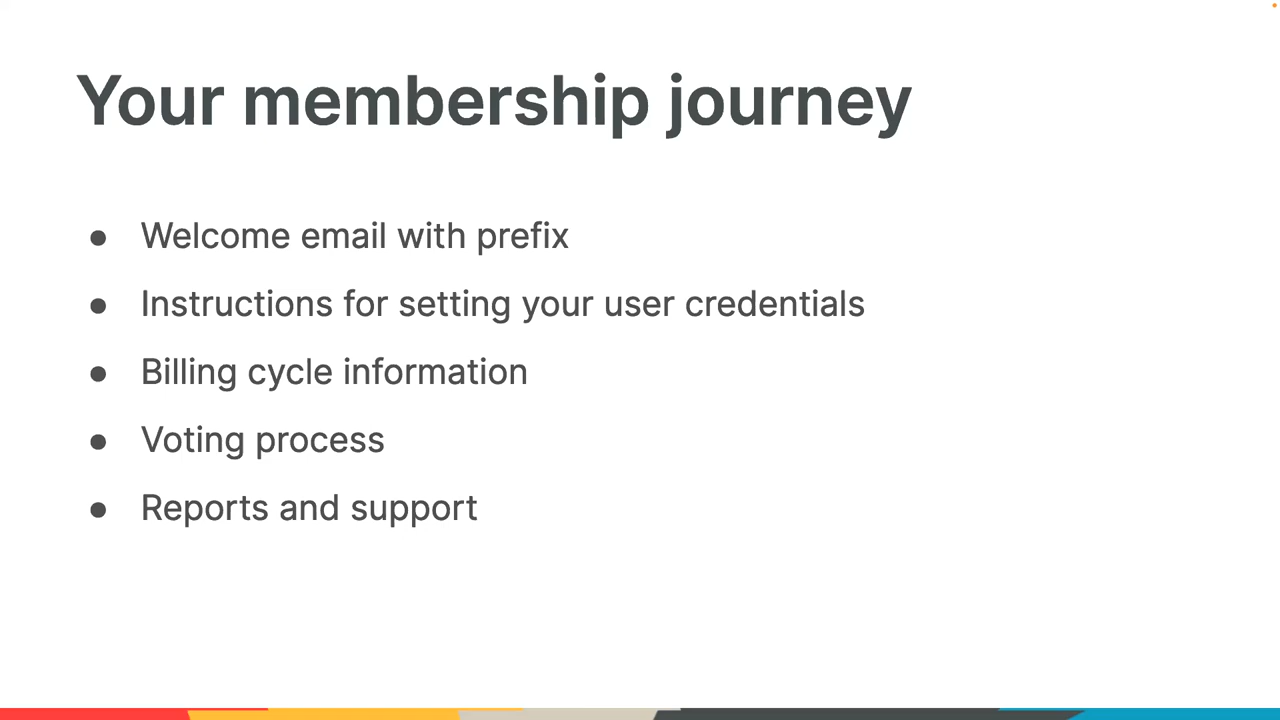 Your membership journey
● Welcome email with prefix
● Instructions for setting your user credentials
● Billing cycle information
● Voting process
● Reports and support